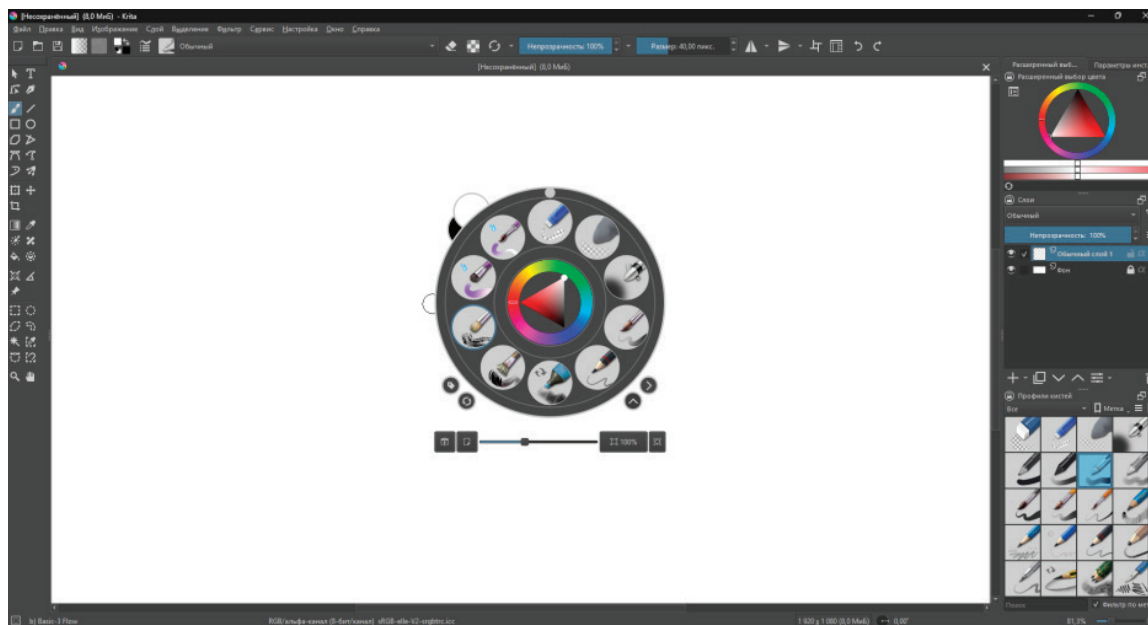 [Несохранённый] (8,0 МиБ) - Krita
Файл Правка Вид Изображение Слой Выделение Фильтр Сервис Настройка Окно Справка
Обычный
Непрозрачность: 100%
Размер: 40,00 пикс.
[Несохранённый] (8,0 МиБ)
Расширенный выб... Параметры инст
Расширенный выбор цвета
Слои
Обычный
Непрозрачность: 100%
Обычный слой 1
Фон
100%
Профили кистей
Все
Метка
Поиск
Фильтр по мет
b) Basic-3 Flow
RGB/альфа-канал (8-бит/канал) sRGB-elle-V2-srgbtrc.icc
1 920 x 1 080 (8,0 МиБ)
0,00°
81,3%